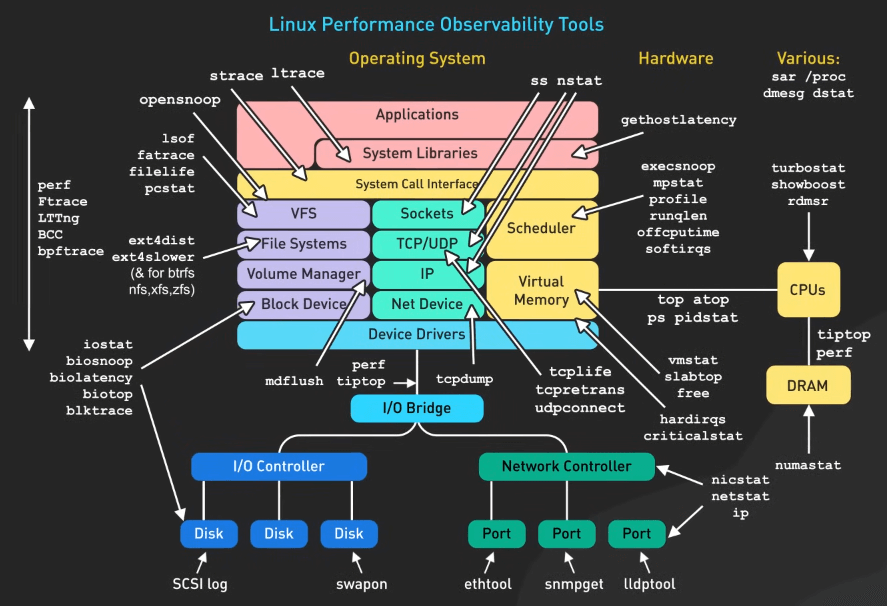 Linux Performance Observability Tools
Operating System
Hardware
Various:
sar /proc
dmesg dstat
strace ltrace
ss nstat
opensnoop
gethostlatency
lsof
fatrace
filelife
pcstat
perf
Ftrace
LTTng
BCC
bpftrace
ext4dist
ext4slower
(& for btrfs
nfs,xfs,zfs)
Applications
System Libraries
System Call Interface
VFS
Sockets
Scheduler
File Systems
TCP/UDP
Volume Manager
IP
Virtual
Memory
Block Device
Net Device
Device Drivers
execsnoop
mpstat
profile
runqlen
offcputime
softirqs
turbostat
showboost
rdmsr
CPUs
top atop
ps pidstat
tiptop
perf
DRAM
numastat
iostat
biosnoop
biolatency
biotop
blktrace
mdflush
perf
tiptop
tcpdump
tcplife
tcpretrans
udpconnect
vmstat
slabtop
free
hardirqs
criticalstat
I/O Bridge
I/O Controller
Network Controller
nicstat
netstat
ip
Disk
Disk
Disk
Port
Port
Port
SCSI log
swapon
ethtool
snmpget
lldptool